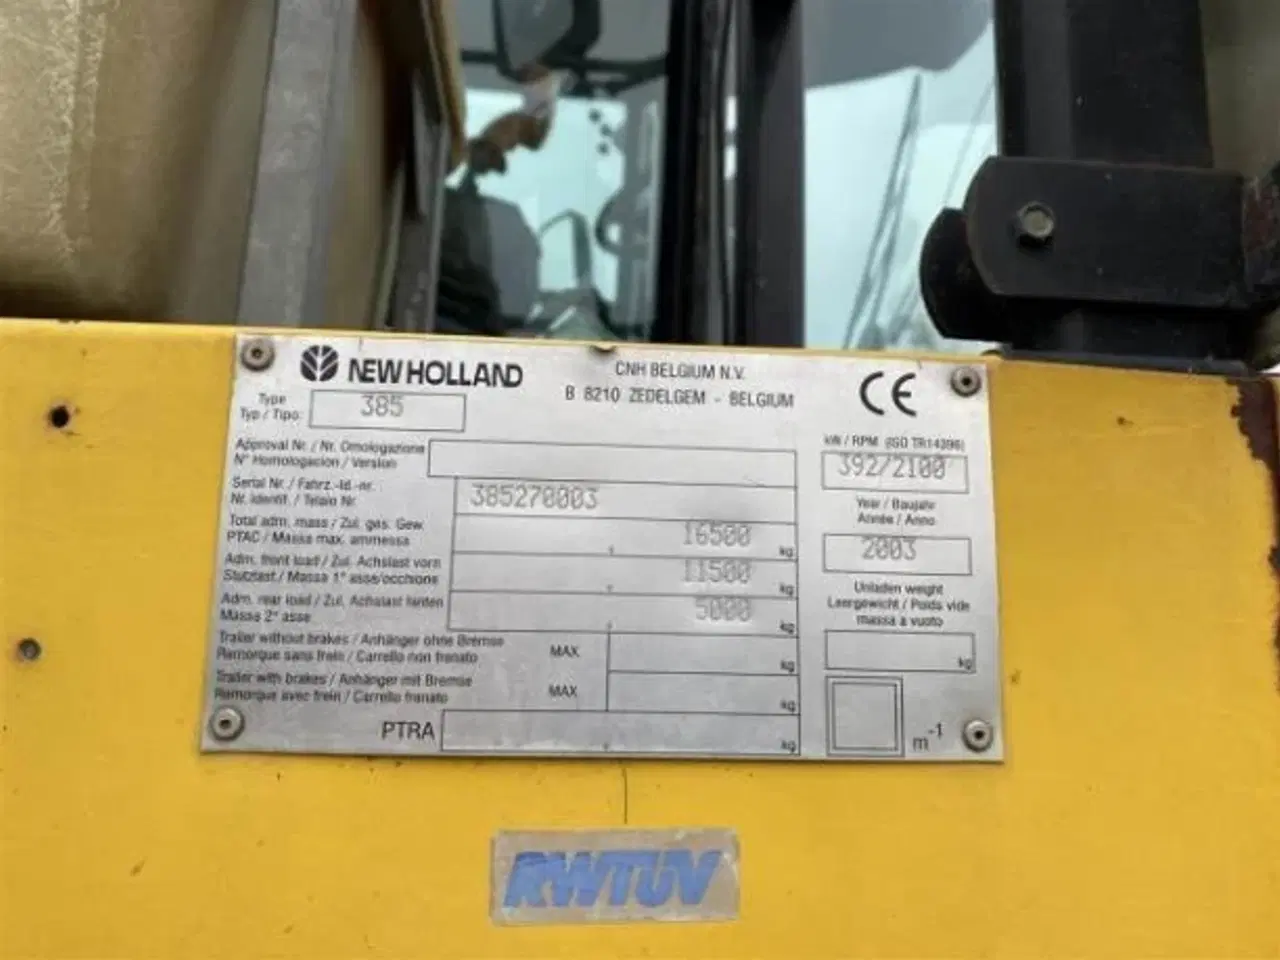 NEW HOLLAND
CNH BELGIUM N.V.
B 8210 ZEDELGEM - BELGIUM
CE
Type
Typ / Tipo:
385
Approval Nr. / Nr. Omologazione
N° Homologacion / Version
kW / RPM (ISO TR14396)
392/2100
Serial Nr. / Fahrz.-Id.-nr.
Nr. identif. / Telaio Nr.
385270003
Year / Baujahr
Année / Anno
2003
Total adm. mass / Zul. ges. Gew.
PTAC / Massa max. ammessa
16500 kg
Adm. front load / Zul. Achslast vorn
Massa 1° asse/occhione
11500 kg
Adm. rear load / Zul. Achslast hinten
Massa 2° asse
5000 kg
Unladen weight
Leergewicht / Poids vide
massa a vuoto
kg
Trailer without brakes / Anhänger ohne Bremse
Remorque sans frein / Carrello non frenato
MAX.
kg
Trailer with brakes / Anhänger mit Bremse
Remorque avec frein / Carrello frenato
MAX.
kg
PTRA
kg
m-1
RWTÜV